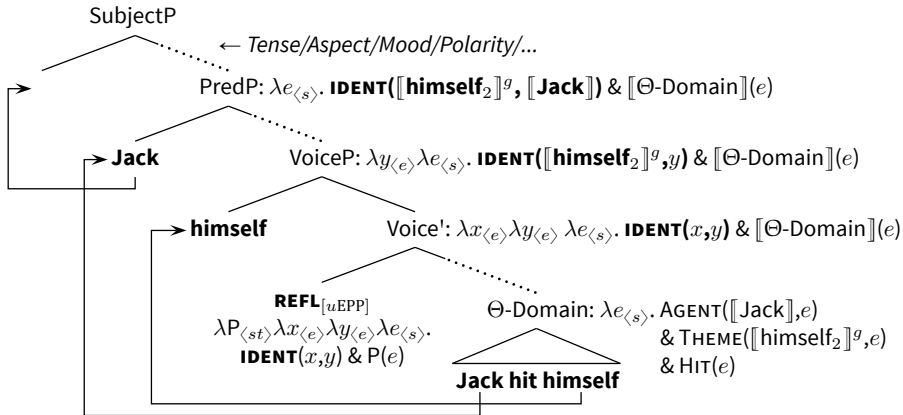 SubjectP
← Tense/Aspect/Mood/Polarity/...
PredP: λe⟨s⟩. IDENT(⟦himself₂⟧ᵍ, ⟦Jack⟧) & ⟦Θ-Domain⟧(e)
Jack
VoiceP: λy⟨e⟩λe⟨s⟩. IDENT(⟦himself₂⟧ᵍ,y) & ⟦Θ-Domain⟧(e)
himself
Voice': λx⟨e⟩λy⟨e⟩ λe⟨s⟩. IDENT(x,y) & ⟦Θ-Domain⟧(e)
REFL[uEPP]
λP⟨st⟩λx⟨e⟩λy⟨e⟩λe⟨s⟩.
IDENT(x,y) & P(e)
Θ-Domain: λe⟨s⟩. AGENT(⟦Jack⟧,e)
& THEME(⟦himself₂⟧ᵍ,e)
& HIT(e)
Jack hit himself